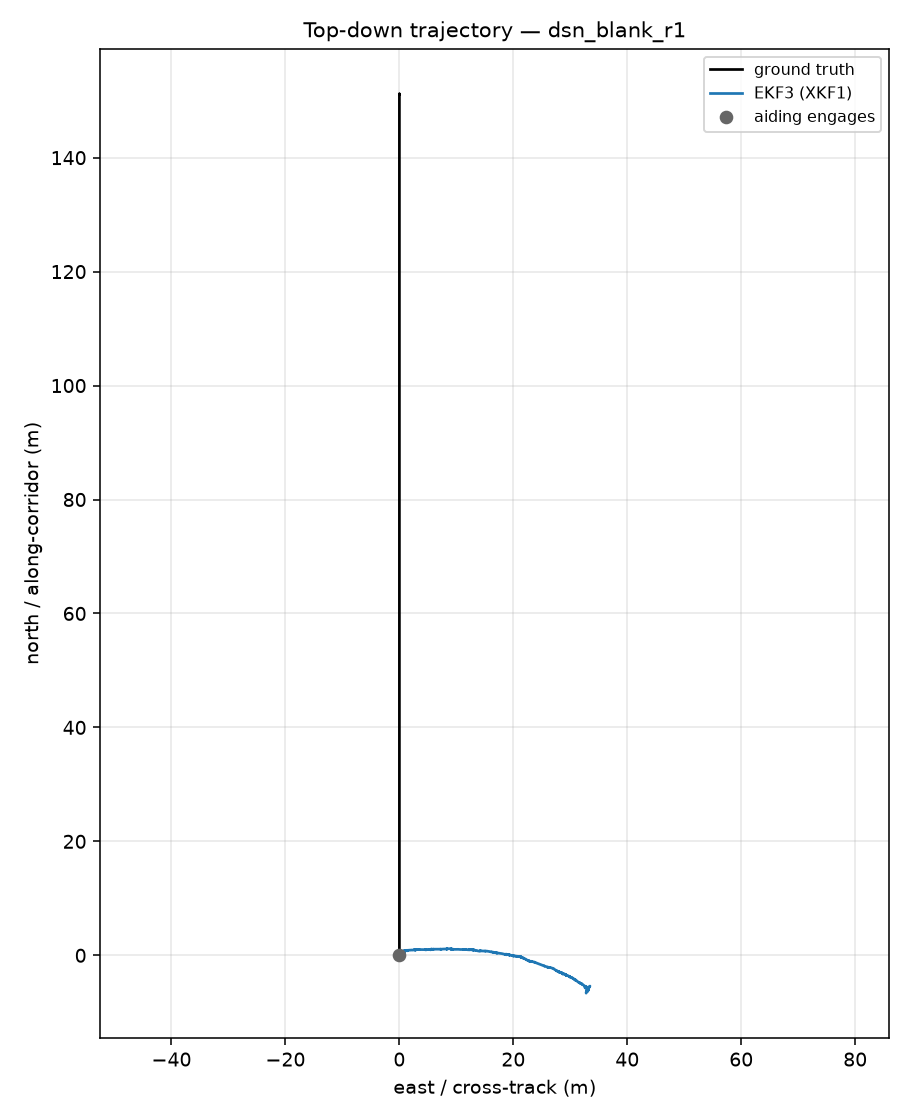 Top-down trajectory — dsn_blank_r1
ground truth
EKF3 (XKF1)
aiding engages
140
120
100
80
60
40
20
0
−40
−20
0
20
40
60
80
north / along-corridor (m)
east / cross-track (m)